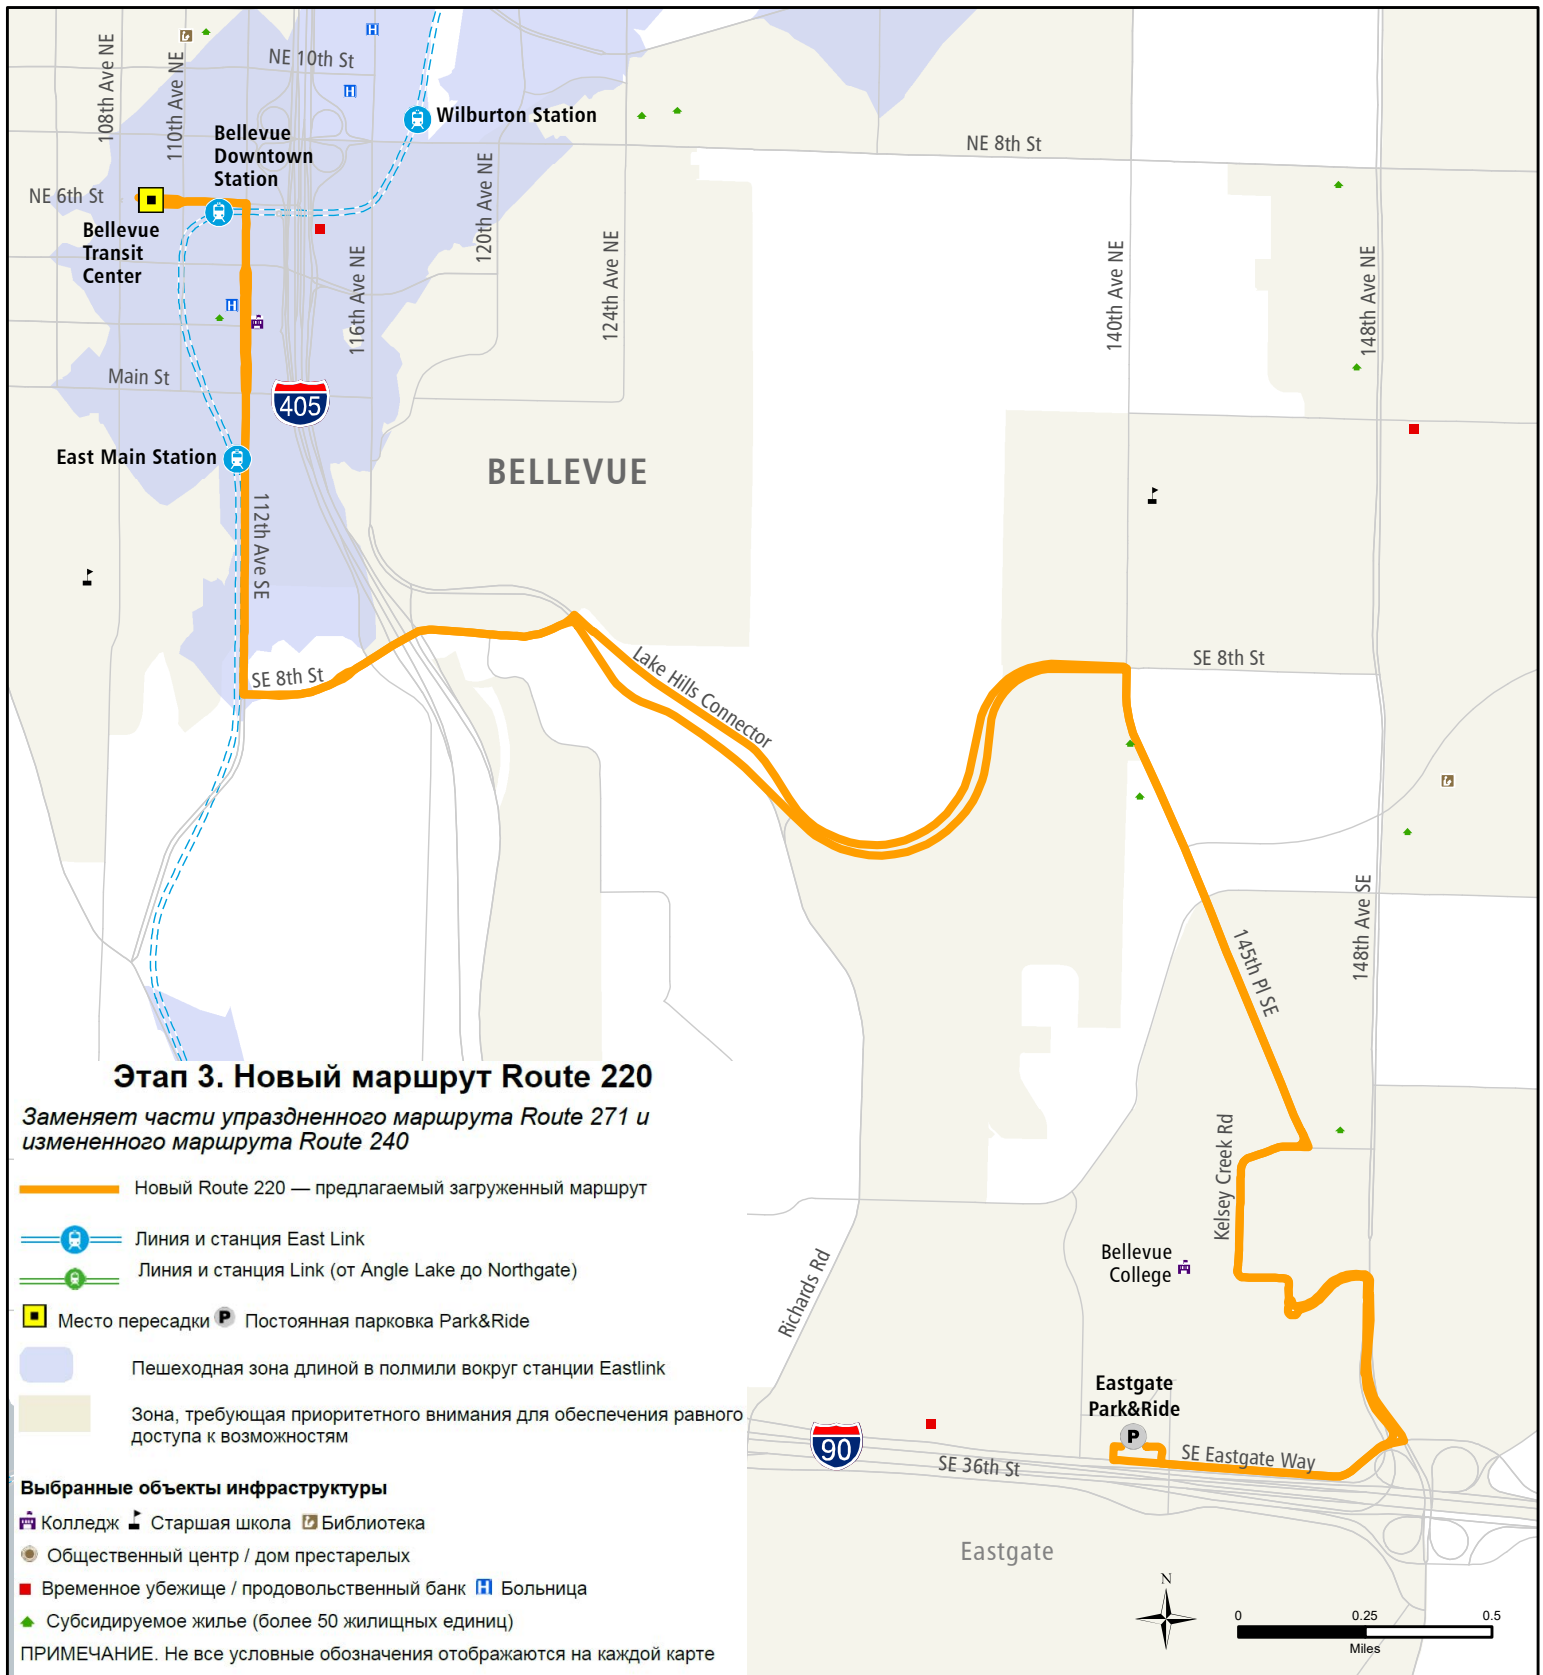 108th Ave NE
110th Ave NE
NE 10th St
Wilburton Station
Bellevue
Downtown
Station
NE 8th St
NE 6th St
Bellevue
Transit
Center
120th Ave NE
116th Ave NE
124th Ave NE
140th Ave NE
148th Ave NE
Main St
405
East Main Station
BELLEVUE
112th Ave SE
SE 8th St
Lake Hills Connector
SE 8th St
148th Ave SE
145th Pl SE
Kelsey Creek Rd
Bellevue
College
Richards Rd
Eastgate
Park&Ride
P
90
SE 36th St
SE Eastgate Way
Eastgate
N
0 0.25 0.5
Miles
Этап 3. Новый маршрут Route 220
Заменяет части упраздненного маршрута Route 271 и
измененного маршрута Route 240
Новый Route 220 — предлагаемый загруженный маршрут
Линия и станция East Link
Линия и станция Link (от Angle Lake до Northgate)
Место пересадки P Постоянная парковка Park&Ride
Пешеходная зона длиной в полмили вокруг станции Eastlink
Зона, требующая приоритетного внимания для обеспечения равного
доступа к возможностям
Выбранные объекты инфраструктуры
Колледж Старшая школа Библиотека
Общественный центр / дом престарелых
Временное убежище / продовольственный банк H Больница
Субсидируемое жилье (более 50 жилищных единиц)
ПРИМЕЧАНИЕ. Не все условные обозначения отображаются на каждой карте